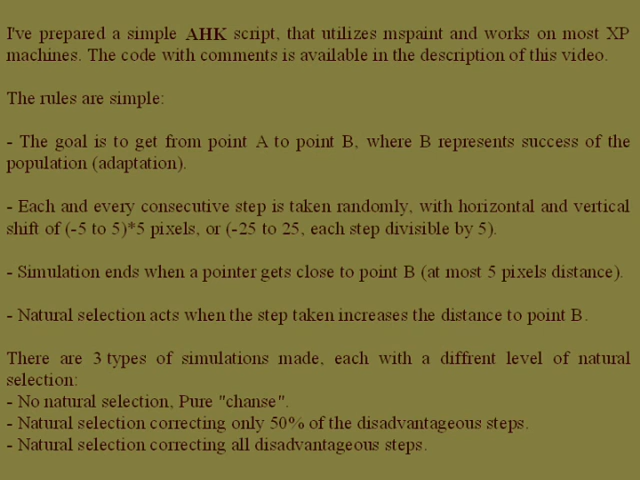 I've prepared a simple AHK script, that utilizes mspaint and works on most XP
machines. The code with comments is available in the description of this video.
The rules are simple:
- The goal is to get from point A to point B, where B represents success of the
population (adaptation).
- Each and every consecutive step is taken randomly, with horizontal and vertical
shift of (-5 to 5)*5 pixels, or (-25 to 25, each step divisible by 5).
- Simulation ends when a pointer gets close to point B (at most 5 pixels distance).
- Natural selection acts when the step taken increases the distance to point B.
There are 3 types of simulations made, each with a diffrent level of natural
selection:
- No natural selection, Pure "chanse".
- Natural selection correcting only 50% of the disadvantageous steps.
- Natural selection correcting all disadvantageous steps.